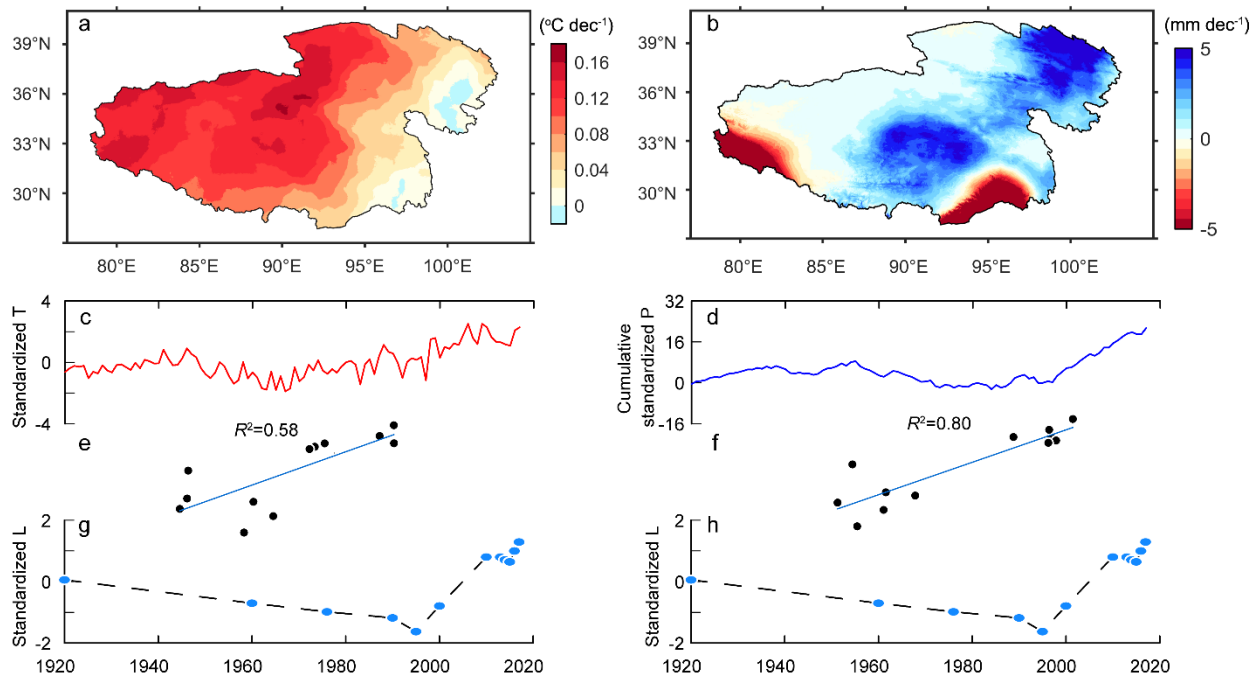 a
(°C dec⁻¹)
39°N
36°N
33°N
30°N
80°E 85°E 90°E 95°E 100°E
0.16
0.12
0.08
0.04
0
b
(mm dec⁻¹)
39°N
36°N
33°N
30°N
80°E 85°E 90°E 95°E 100°E
5
0
-5
c
Standardized T
4
0
-4
d
Cumulative
standardized P
32
16
0
-16
e
R²=0.58
f
R²=0.80
g
Standardized L
2
0
-2
1920 1940 1960 1980 2000 2020
h
Standardized L
2
0
-2
1920 1940 1960 1980 2000 2020